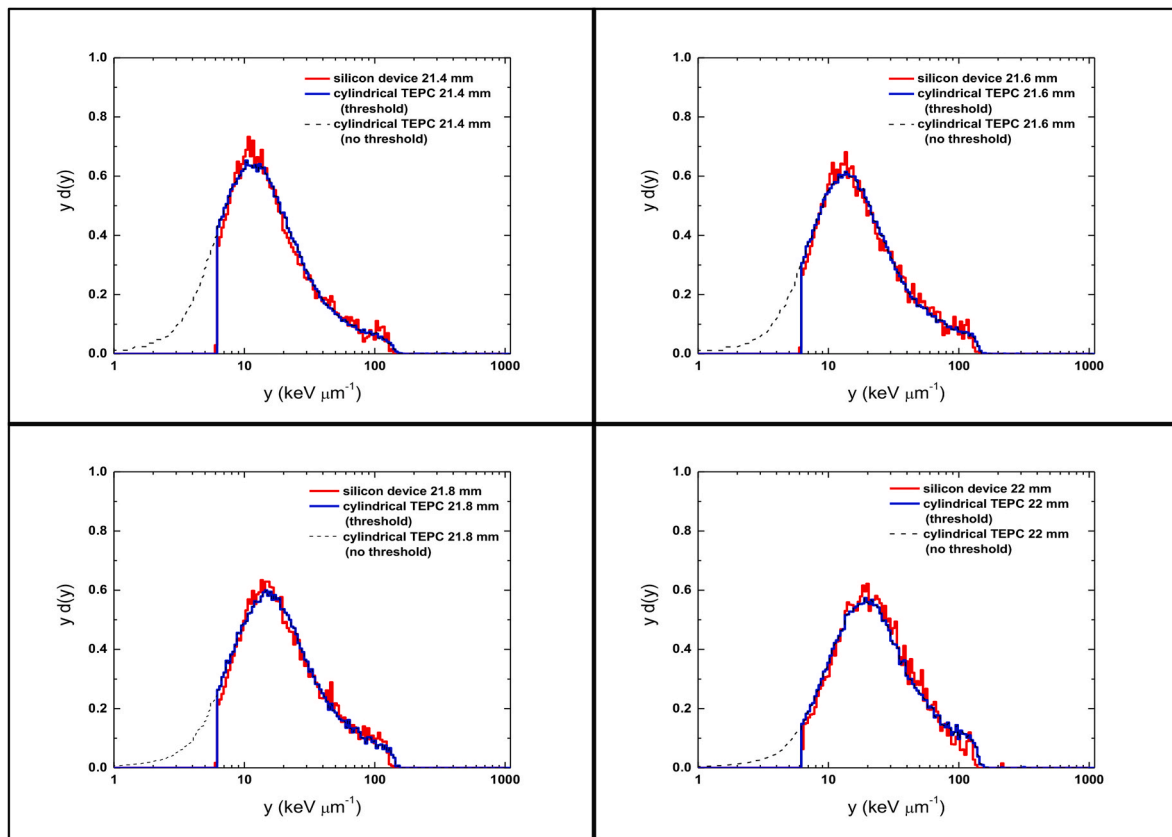 1.0
0.8
0.6
0.4
0.2
0.0
y d(y)
silicon device 21.4 mm
cylindrical TEPC 21.4 mm
(threshold)
cylindrical TEPC 21.4 mm
(no threshold)
1 10 100 1000
y (keV μm⁻¹)
1.0
0.8
0.6
0.4
0.2
0.0
y d(y)
silicon device 21.6 mm
cylindrical TEPC 21.6 mm
(threshold)
cylindrical TEPC 21.6 mm
(no threshold)
1 10 100 1000
y (keV μm⁻¹)
1.0
0.8
0.6
0.4
0.2
0.0
y d(y)
silicon device 21.8 mm
cylindrical TEPC 21.8 mm
(threshold)
cylindrical TEPC 21.8 mm
(no threshold)
1 10 100 1000
y (keV μm⁻¹)
1.0
0.8
0.6
0.4
0.2
0.0
y d(y)
silicon device 22 mm
cylindrical TEPC 22 mm
(threshold)
cylindrical TEPC 22 mm
(no threshold)
1 10 100 1000
y (keV μm⁻¹)